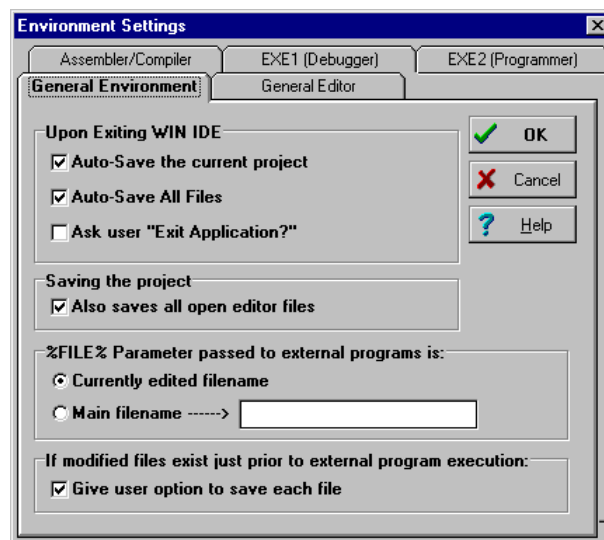 Environment Settings
Assembler/Compiler
EXE1 (Debugger)
EXE2 (Programmer)
General Environment
General Editor
Upon Exiting WIN IDE
Auto-Save the current project
Auto-Save All Files
Ask user "Exit Application?"
OK
Cancel
Help
Saving the project
Also saves all open editor files
%FILE% Parameter passed to external programs is:
Currently edited filename
Main filename ------>
If modified files exist just prior to external program execution:
Give user option to save each file